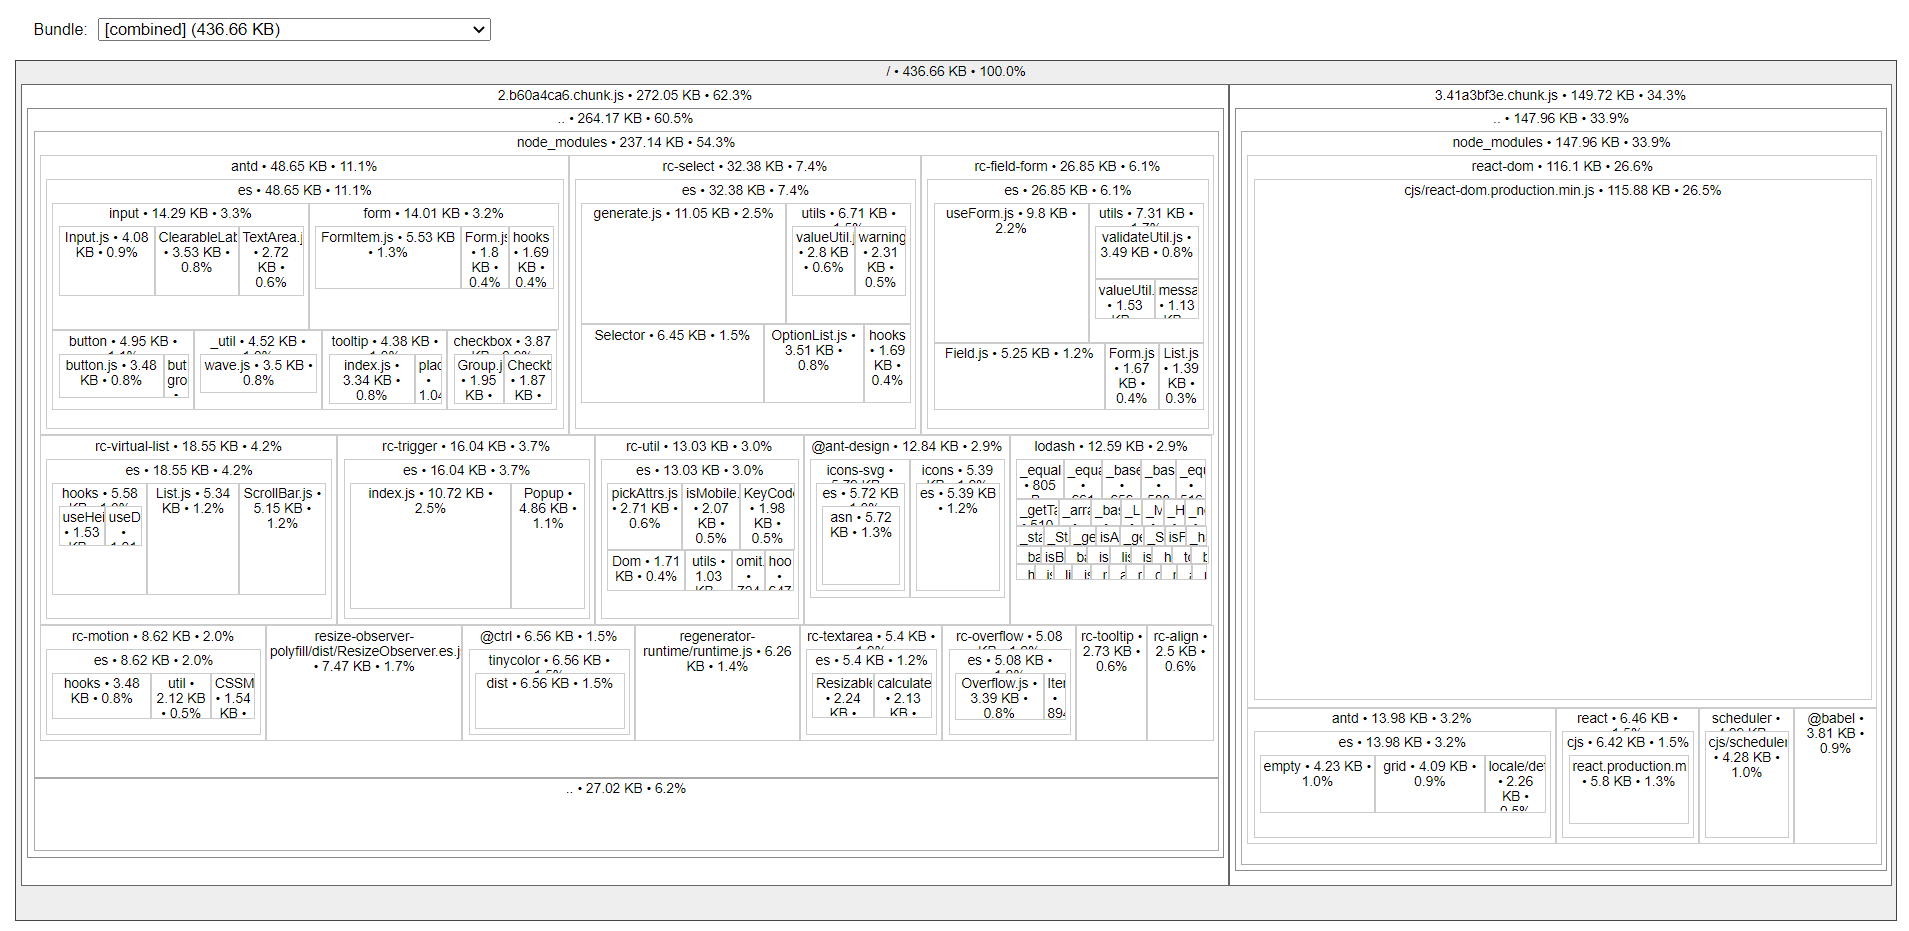 Bundle: [combined] (436.66 KB)
/ • 436.66 KB • 100.0%
2.b60a4ca6.chunk.js • 272.05 KB • 62.3%
.. • 264.17 KB • 60.5%
node_modules • 237.14 KB • 54.3%
antd • 48.65 KB • 11.1%
es • 48.65 KB • 11.1%
input • 14.29 KB • 3.3%
Input.js • 4.08
KB • 0.9%
ClearableLab
• 3.53 KB •
0.8%
TextArea.j
• 2.72
KB •
0.6%
form • 14.01 KB • 3.2%
FormItem.js • 5.53 KB
• 1.3%
Form.js
• 1.8
KB •
0.4%
hooks
• 1.69
KB •
0.4%
button • 4.95 KB •
button.js • 3.48
KB • 0.8%
but
gro
•
_util • 4.52 KB •
wave.js • 3.5 KB •
0.8%
tooltip • 4.38 KB •
index.js •
3.34 KB •
0.8%
plac
•
1.04
checkbox • 3.87
Group.j
• 1.95
KB •
Checkb
• 1.87
KB •
rc-select • 32.38 KB • 7.4%
es • 32.38 KB • 7.4%
generate.js • 11.05 KB • 2.5%
utils • 6.71 KB •
valueUtil.j
• 2.8 KB
• 0.6%
warning
• 2.31
KB •
0.5%
Selector • 6.45 KB • 1.5%
OptionList.js •
3.51 KB •
0.8%
hooks
• 1.69
KB •
0.4%
rc-field-form • 26.85 KB • 6.1%
es • 26.85 KB • 6.1%
useForm.js • 9.8 KB •
2.2%
utils • 7.31 KB •
validateUtil.js •
3.49 KB • 0.8%
valueUtil.
• 1.53
KB •
messa
• 1.13
KB •
Field.js • 5.25 KB • 1.2%
Form.js
• 1.67
KB •
0.4%
List.js
• 1.39
KB •
0.3%
rc-virtual-list • 18.55 KB • 4.2%
es • 18.55 KB • 4.2%
hooks • 5.58
useHei
• 1.53
KB •
useD
•
List.js • 5.34
KB • 1.2%
ScrollBar.js •
5.15 KB •
1.2%
rc-trigger • 16.04 KB • 3.7%
es • 16.04 KB • 3.7%
index.js • 10.72 KB •
2.5%
Popup •
4.86 KB •
1.1%
rc-util • 13.03 KB • 3.0%
es • 13.03 KB • 3.0%
pickAttrs.js
• 2.71 KB •
0.6%
isMobile.
• 2.07
KB •
0.5%
KeyCode
• 1.98
KB •
0.5%
Dom • 1.71
KB • 0.4%
utils •
1.03
KB •
omit.
•
hoo
•
@ant-design • 12.84 KB • 2.9%
icons-svg •
es • 5.72 KB
asn • 5.72
KB • 1.3%
icons • 5.39
es • 5.39 KB
• 1.2%
lodash • 12.59 KB • 2.9%
_equal
• 805
_equa
•
_base
•
_bas
•
_equ
•
_getTa
_arra
_bas
_L
_M
_H
_n
_sta
_St
_ge
isA
_ge
_S
isF
_h
ba
isB
ba
is
lis
is
h
rc-motion • 8.62 KB • 2.0%
es • 8.62 KB • 2.0%
hooks • 3.48
KB • 0.8%
util •
2.12 KB
• 0.5%
CSSM
• 1.54
KB •
resize-observer-
polyfill/dist/ResizeObserver.es.j
• 7.47 KB • 1.7%
@ctrl • 6.56 KB • 1.5%
tinycolor • 6.56 KB •
dist • 6.56 KB • 1.5%
regenerator-
runtime/runtime.js • 6.26
KB • 1.4%
rc-textarea • 5.4 KB •
es • 5.4 KB • 1.2%
Resizable
• 2.24
KB •
calculate
• 2.13
KB •
rc-overflow • 5.08
es • 5.08 KB •
Overflow.js •
3.39 KB •
0.8%
Iter
•
894
rc-tooltip •
2.73 KB •
0.6%
rc-align •
2.5 KB •
0.6%
.. • 27.02 KB • 6.2%
3.41a3bf3e.chunk.js • 149.72 KB • 34.3%
.. • 147.96 KB • 33.9%
node_modules • 147.96 KB • 33.9%
react-dom • 116.1 KB • 26.6%
cjs/react-dom.production.min.js • 115.88 KB • 26.5%
antd • 13.98 KB • 3.2%
es • 13.98 KB • 3.2%
empty • 4.23 KB •
1.0%
grid • 4.09 KB •
0.9%
locale/de
• 2.26
KB •
0.5%
react • 6.46 KB •
cjs • 6.42 KB • 1.5%
react.production.m
• 5.8 KB • 1.3%
scheduler •
cjs/scheduler
• 4.28 KB •
1.0%
@babel •
3.81 KB •
0.9%